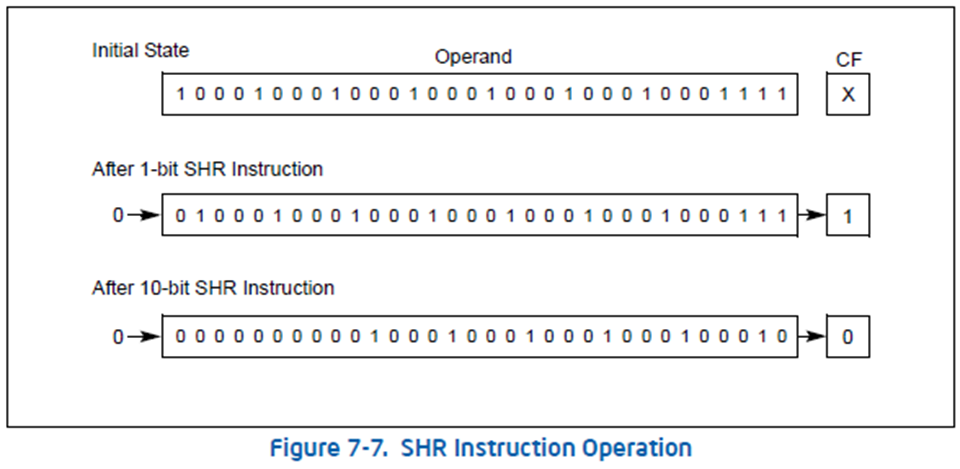 Initial State
Operand
CF
1 0 0 0 1 0 0 0 1 0 0 0 1 0 0 0 1 0 0 0 1 0 0 0 1 0 0 0 1 1 1 1
X
After 1-bit SHR Instruction
0
0 1 0 0 0 1 0 0 0 1 0 0 0 1 0 0 0 1 0 0 0 1 0 0 0 1 0 0 0 1 1 1
1
After 10-bit SHR Instruction
0
0 0 0 0 0 0 0 0 0 0 1 0 0 0 1 0 0 0 1 0 0 0 1 0 0 0 1 0 0 0 1 0
0
Figure 7-7. SHR Instruction Operation